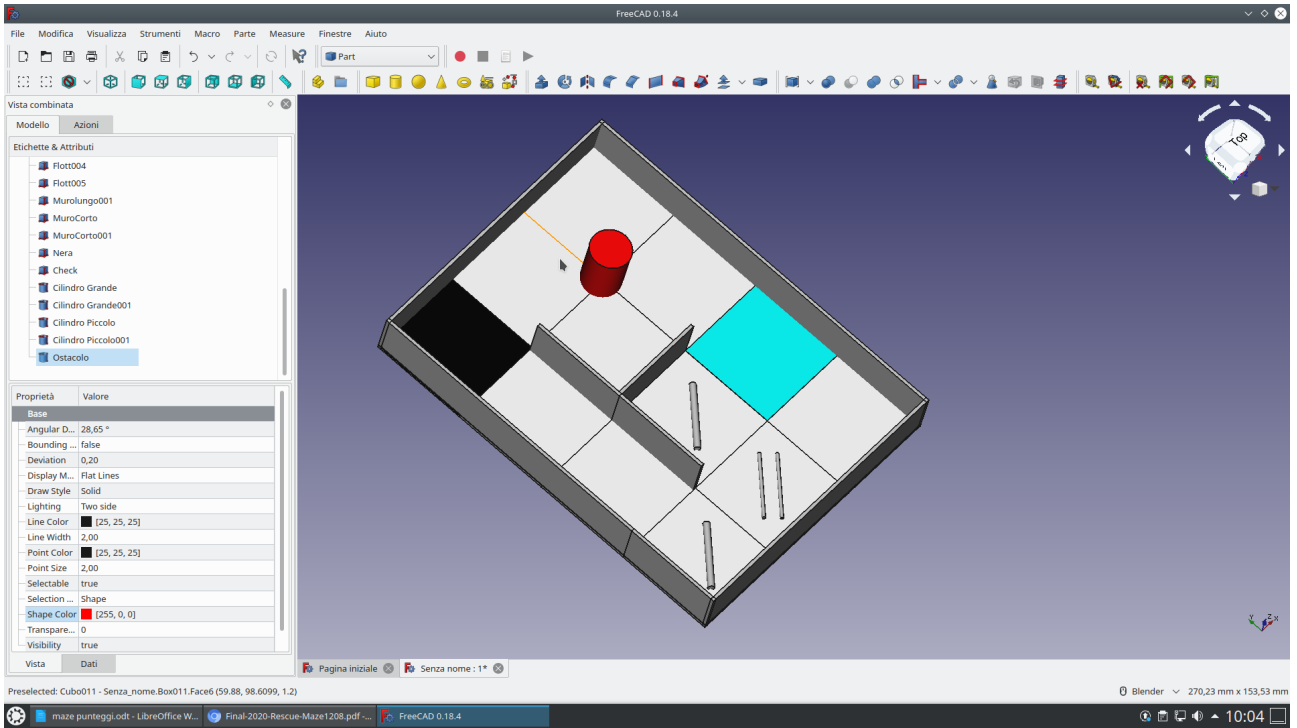 FreeCAD 0.18.4
File Modifica Visualizza Strumenti Macro Parte Measure Finestre Aiuto
Part
Vista combinata
Modello Azioni
Etichette & Attributi
Flott004
Flott005
Murolungo001
MuroCorto
MuroCorto001
Nera
Check
Cilindro Grande
Cilindro Grande001
Cilindro Piccolo
Cilindro Piccolo001
Ostacolo
Proprietà Valore
Base
Angular D... 28,65 °
Bounding ... false
Deviation 0,20
Display M... Flat Lines
Draw Style Solid
Lighting Two side
Line Color [25, 25, 25]
Line Width 2,00
Point Color [25, 25, 25]
Point Size 2,00
Selectable true
Selection ... Shape
Shape Color [255, 0, 0]
Transpare... 0
Visibility true
Vista Dati
Top
Y Z X
Pagina iniziale Senza nome : 1*
Preselected: Cubo011 - Senza_nome.Box011.Face6 (59.88, 98.6099, 1.2) Blender 270,23 mm x 153,53 mm
maze punteggi.odt - LibreOffice W... Final-2020-Rescue-Maze1208.pdf -... FreeCAD 0.18.4 10:04